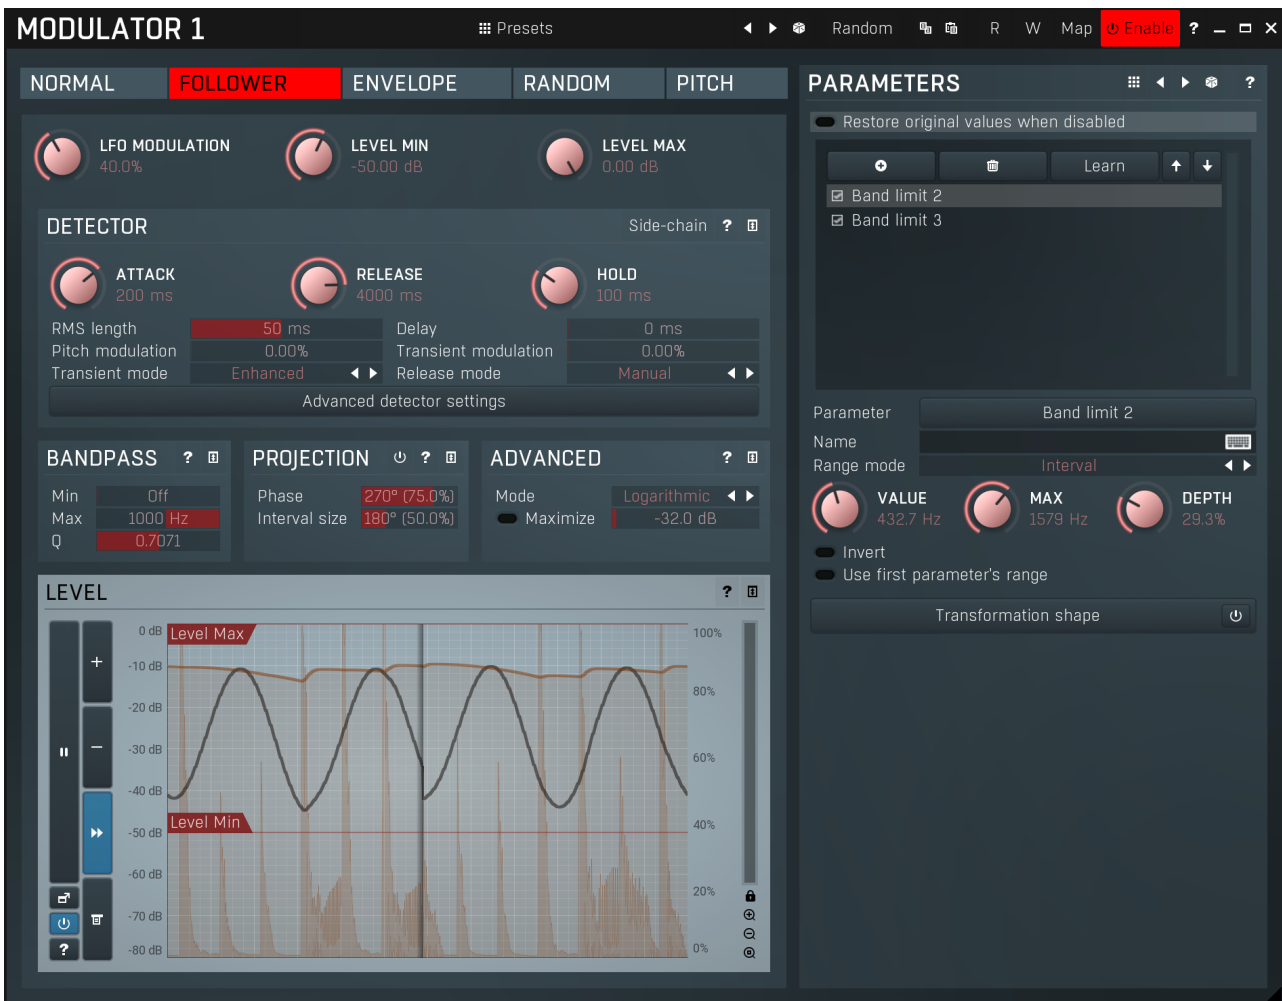 MODULATOR 1
Presets
Random
R W Map Enable ?
NORMAL FOLLOWER ENVELOPE RANDOM PITCH
LFO MODULATION
40.0%
LEVEL MIN
-50.00 dB
LEVEL MAX
0.00 dB
DETECTOR
Side-chain ?
ATTACK
200 ms
RELEASE
4000 ms
HOLD
100 ms
RMS length 50 ms Delay 0 ms
Pitch modulation 0.00% Transient modulation 0.00%
Transient mode Enhanced Release mode Manual
Advanced detector settings
BANDPASS ?
Min Off
Max 1000 Hz
Q 0.7071
PROJECTION ?
Phase 270° (75.0%)
Interval size 180° (50.0%)
ADVANCED ?
Mode Logarithmic
Maximize -32.0 dB
LEVEL ?
+
−
?
0 dB
-10 dB
-20 dB
-30 dB
-40 dB
-50 dB
-60 dB
-70 dB
-80 dB
Level Max
Level Min
100%
80%
60%
40%
20%
0%
PARAMETERS ?
Restore original values when disabled
Learn
Band limit 2
Band limit 3
Parameter Band limit 2
Name
Range mode Interval
VALUE
432.7 Hz
MAX
1579 Hz
DEPTH
29.3%
Invert
Use first parameter's range
Transformation shape